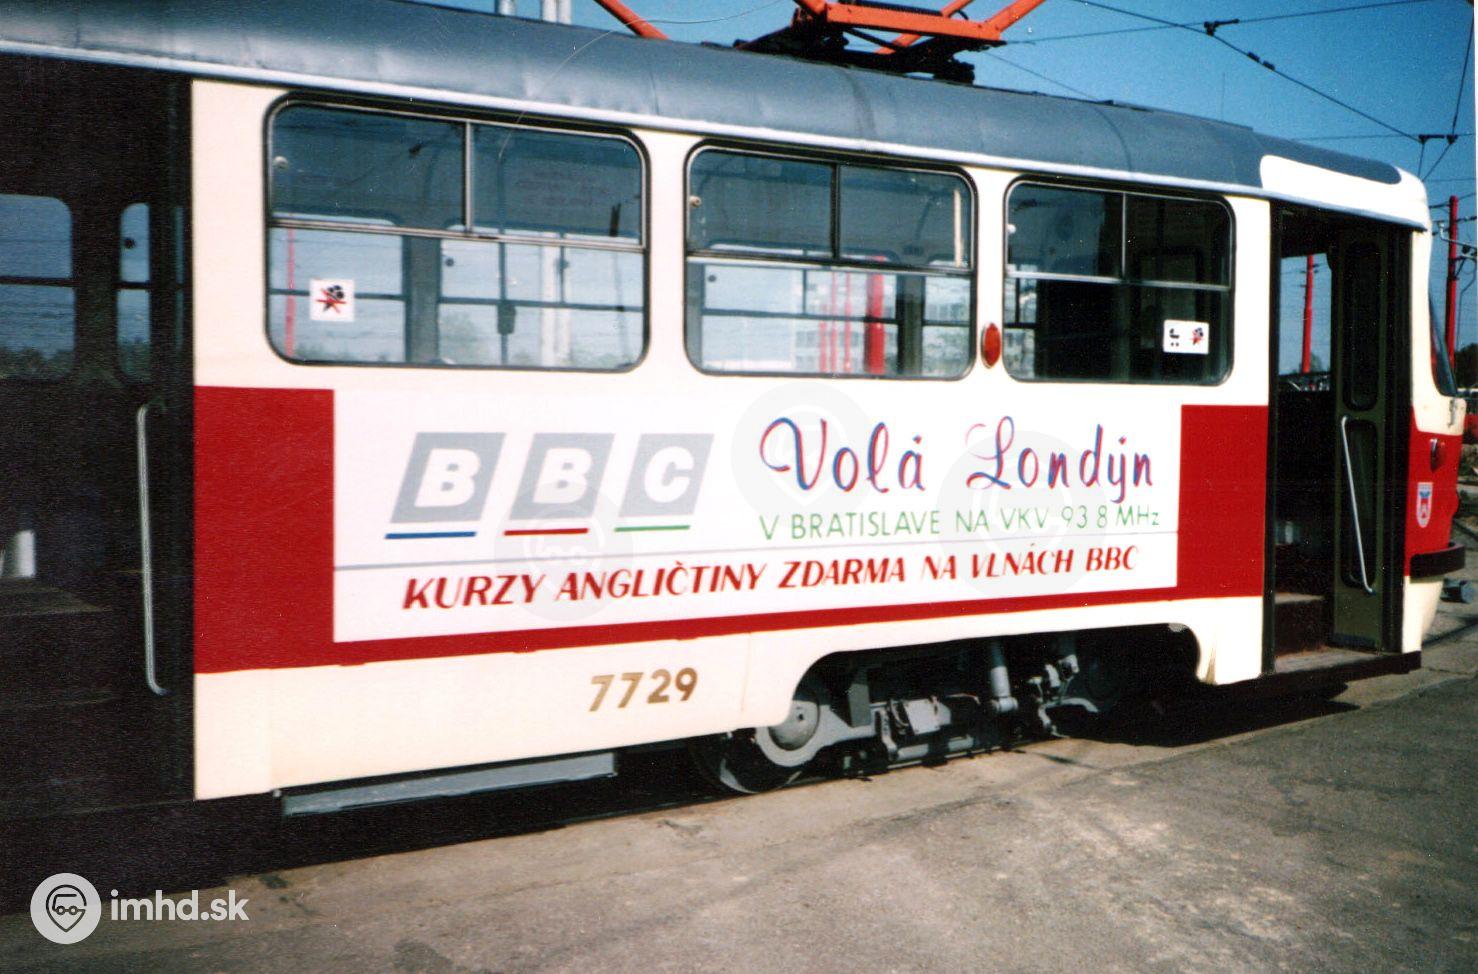 BBC Volá Londýn
V BRATISLAVE NA VKV 93 8 MHz
KURZY ANGLIČTINY ZDARMA NA VLNÁCH BBC
7729
imhd.sk